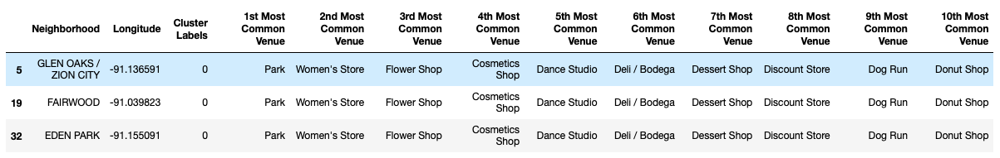 Neighborhood Longitude Cluster Labels 1st Most Common Venue 2nd Most Common Venue 3rd Most Common Venue 4th Most Common Venue 5th Most Common Venue 6th Most Common Venue 7th Most Common Venue 8th Most Common Venue 9th Most Common Venue 10th Most Common Venue
5 GLEN OAKS / ZION CITY -91.136591 0 Park Women's Store Flower Shop Cosmetics Shop Dance Studio Deli / Bodega Dessert Shop Discount Store Dog Run Donut Shop
19 FAIRWOOD -91.039823 0 Park Women's Store Flower Shop Cosmetics Shop Dance Studio Deli / Bodega Dessert Shop Discount Store Dog Run Donut Shop
32 EDEN PARK -91.155091 0 Park Women's Store Flower Shop Cosmetics Shop Dance Studio Deli / Bodega Dessert Shop Discount Store Dog Run Donut Shop